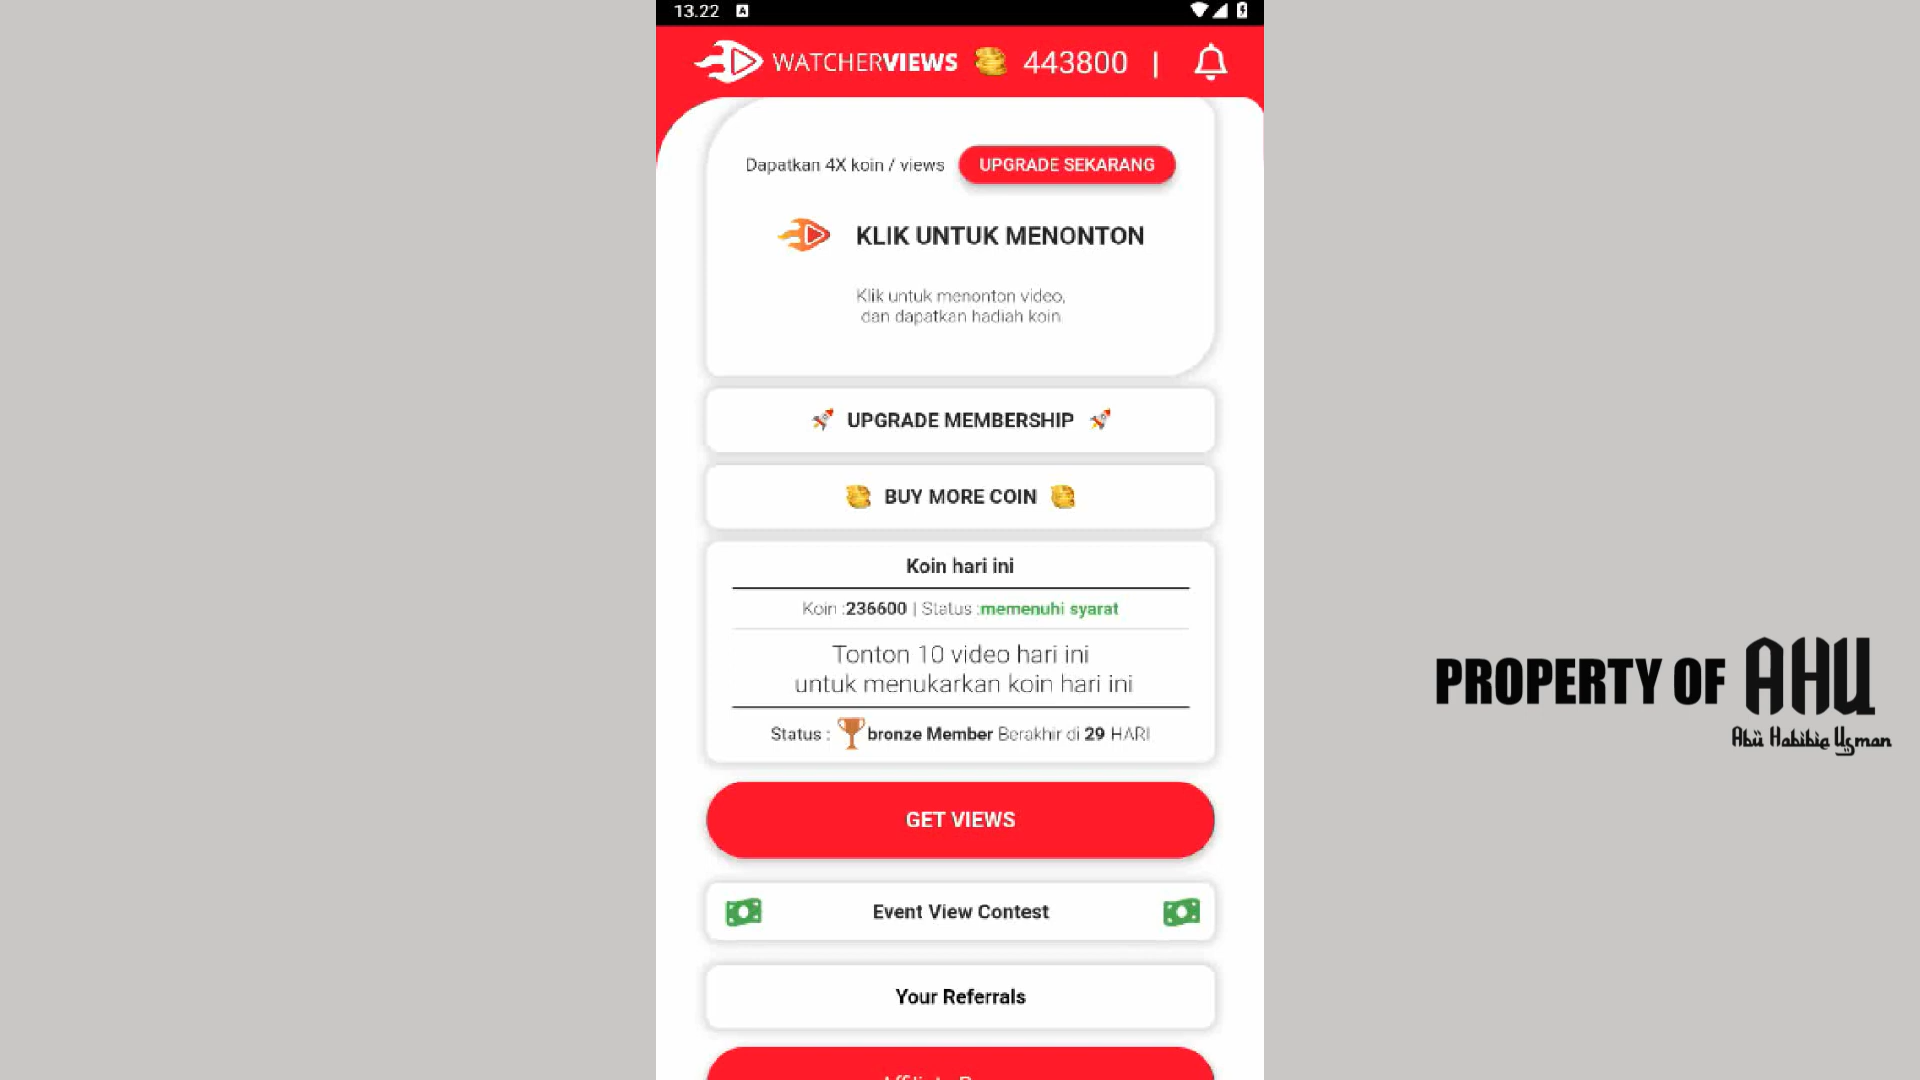 13.22
WATCHERVIEWS 443800 |
Dapatkan 4X koin / views UPGRADE SEKARANG
KLIK UNTUK MENONTON
Klik untuk menonton video,
dan dapatkan hadiah koin
UPGRADE MEMBERSHIP
BUY MORE COIN
Koin hari ini
Koin :236600 | Status :memenuhi syarat
Tonton 10 video hari ini
untuk menukarkan koin hari ini
Status : bronze Member Berakhir di 29 HARI
GET VIEWS
Event View Contest
Your Referrals
PROPERTY OF AHU
Abu Habibia Usman